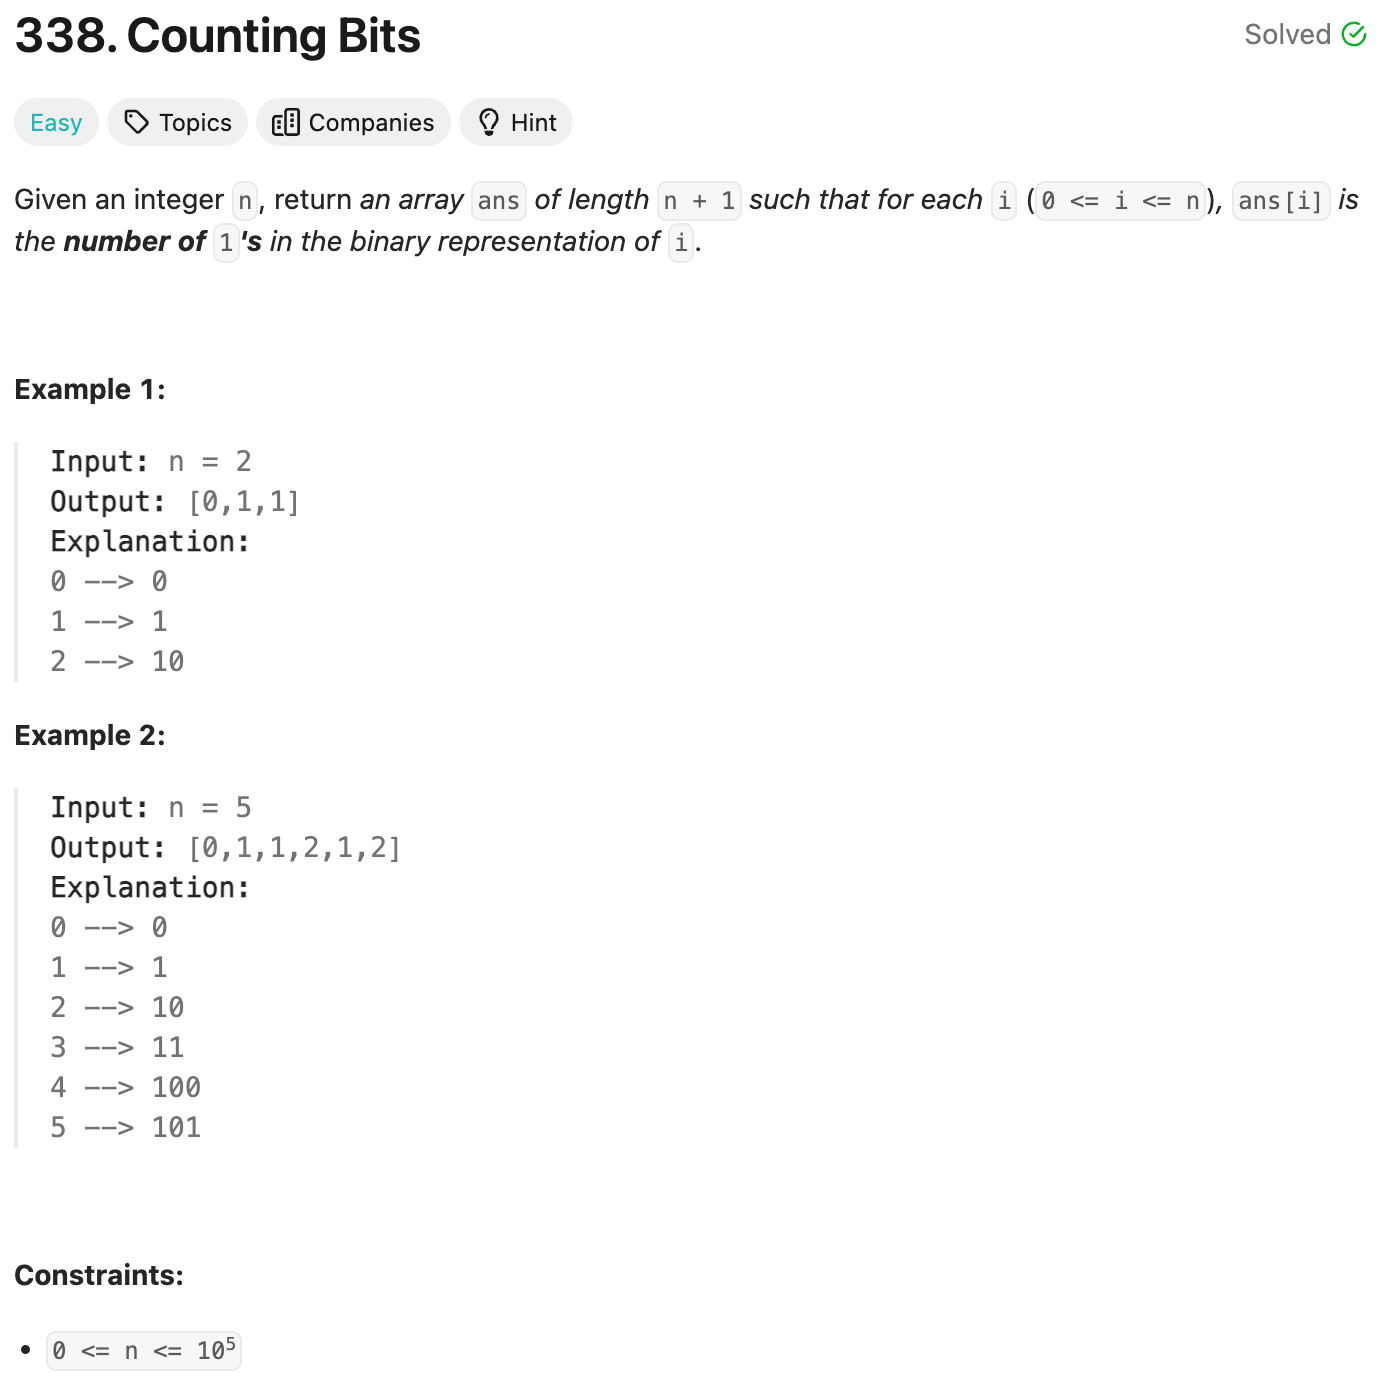 338. Counting Bits
Solved
Easy
Topics
Companies
Hint
Given an integer n, return an array ans of length n + 1 such that for each i (0 <= i <= n), ans[i] is
the number of 1's in the binary representation of i.
Example 1:
Input: n = 2
Output: [0,1,1]
Explanation:
0 --> 0
1 --> 1
2 --> 10
Example 2:
Input: n = 5
Output: [0,1,1,2,1,2]
Explanation:
0 --> 0
1 --> 1
2 --> 10
3 --> 11
4 --> 100
5 --> 101
Constraints:
• 0 <= n <= 10⁵